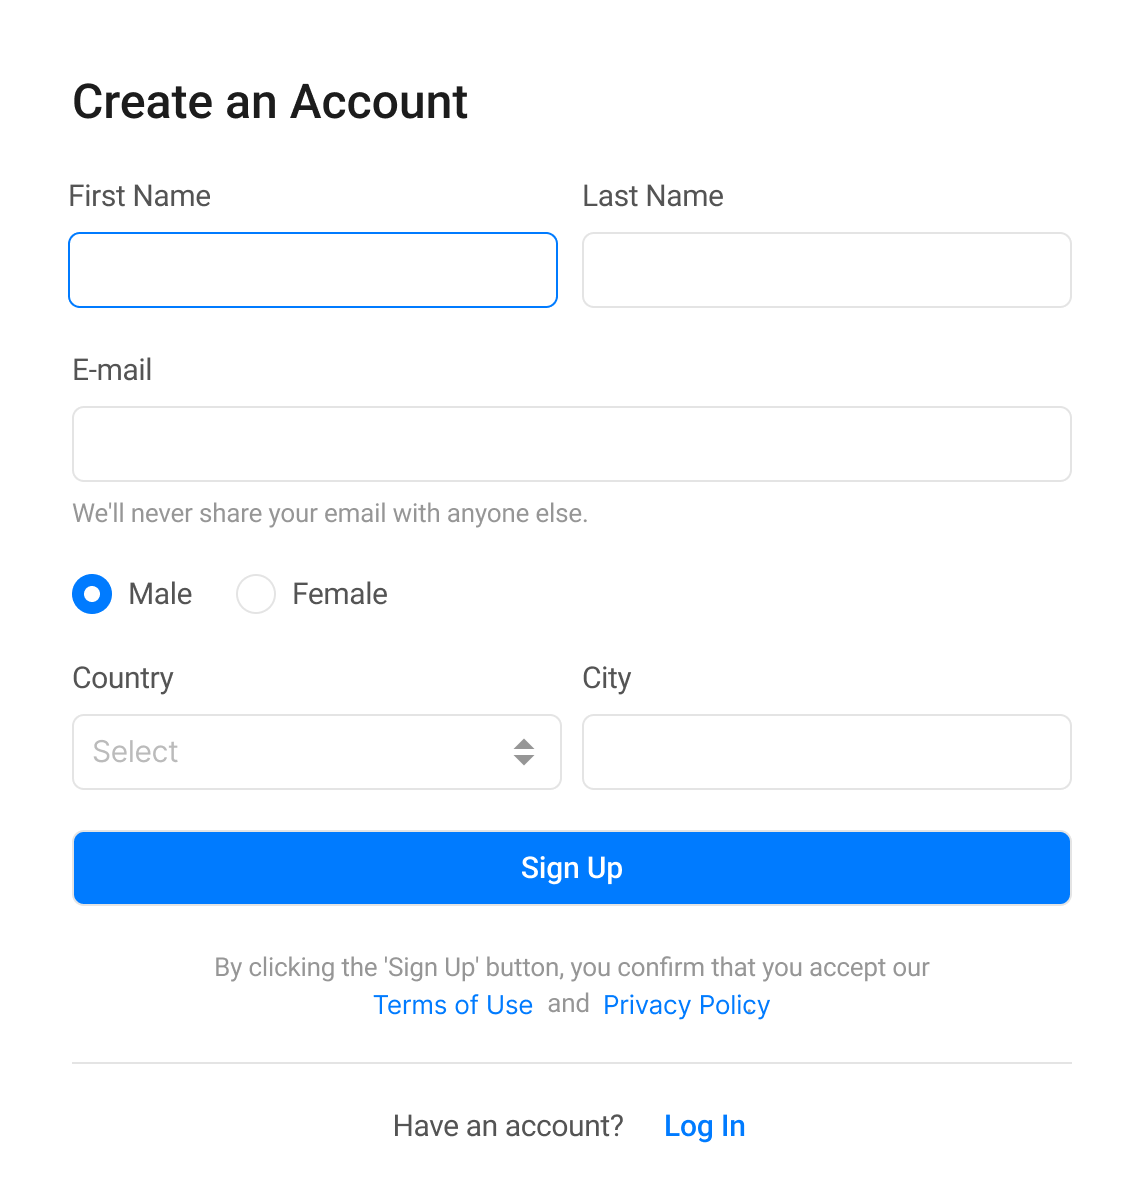 Create an Account
First Name Last Name
E-mail
We'll never share your email with anyone else.
Male Female
Country City
Select
Sign Up
By clicking the 'Sign Up' button, you confirm that you accept our
Terms of Use and Privacy Policy
Have an account? Log In